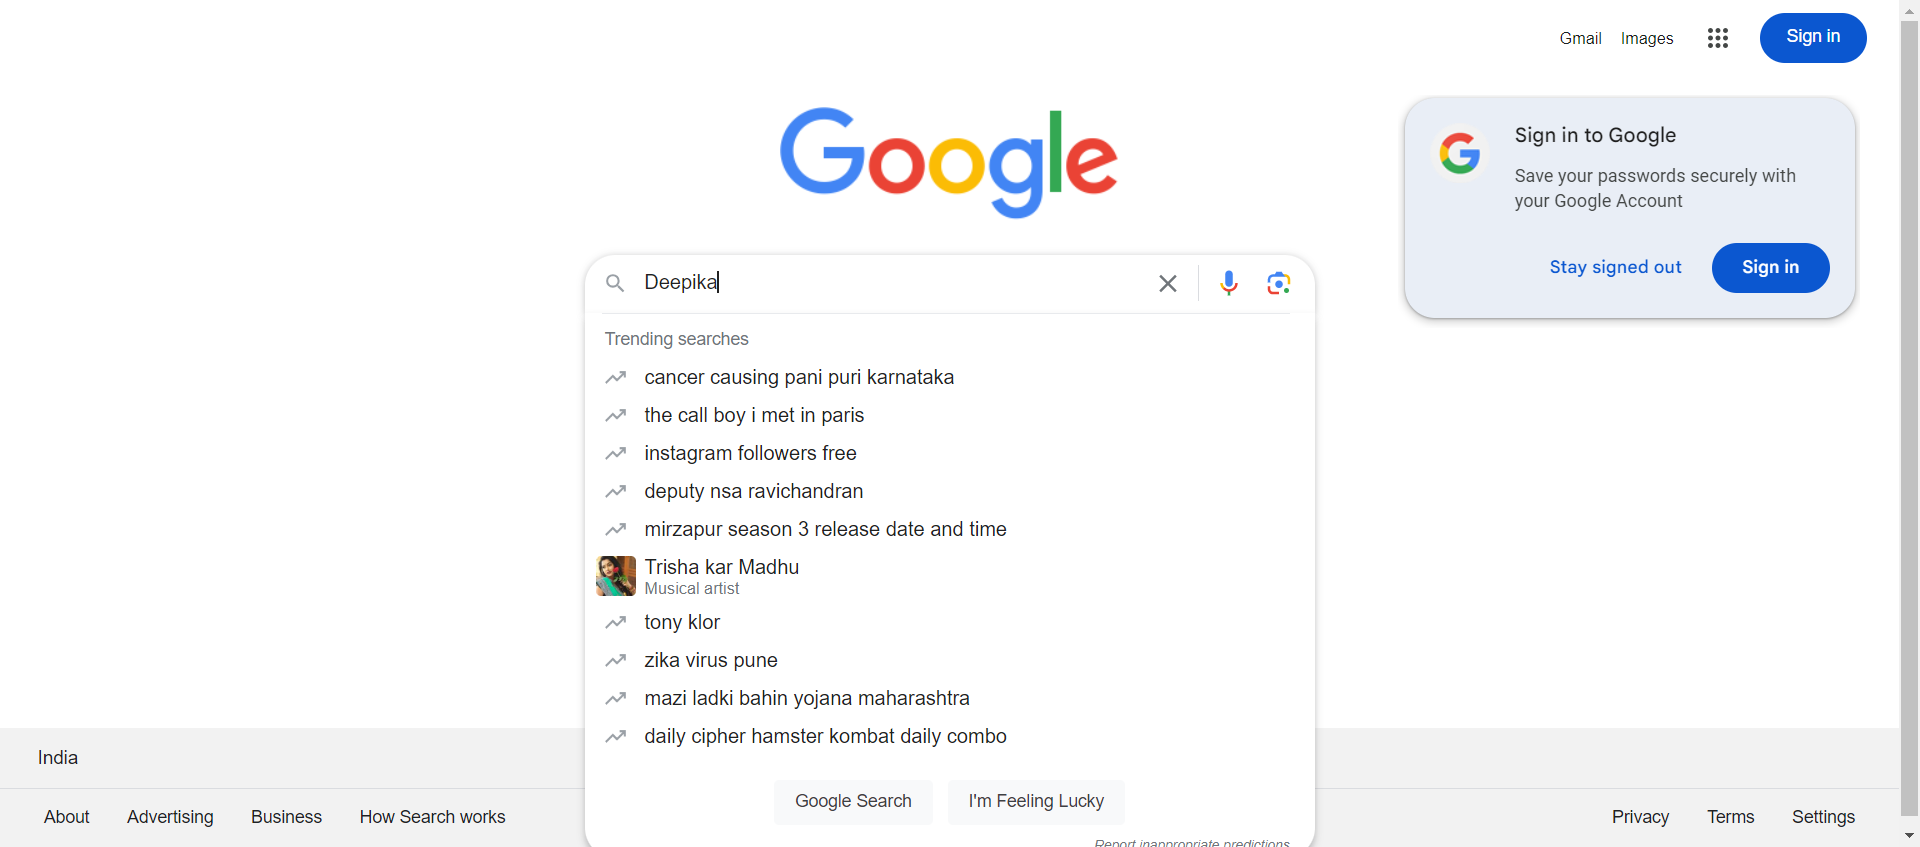 Gmail Images Sign in
Google
Sign in to Google
Save your passwords securely with
your Google Account
Stay signed out Sign in
Deepika
Trending searches
cancer causing pani puri karnataka
the call boy i met in paris
instagram followers free
deputy nsa ravichandran
mirzapur season 3 release date and time
Trisha kar Madhu
Musical artist
tony klor
zika virus pune
mazi ladki bahin yojana maharashtra
daily cipher hamster kombat daily combo
Google Search I'm Feeling Lucky
Report inappropriate predictions
India
About Advertising Business How Search works Privacy Terms Settings